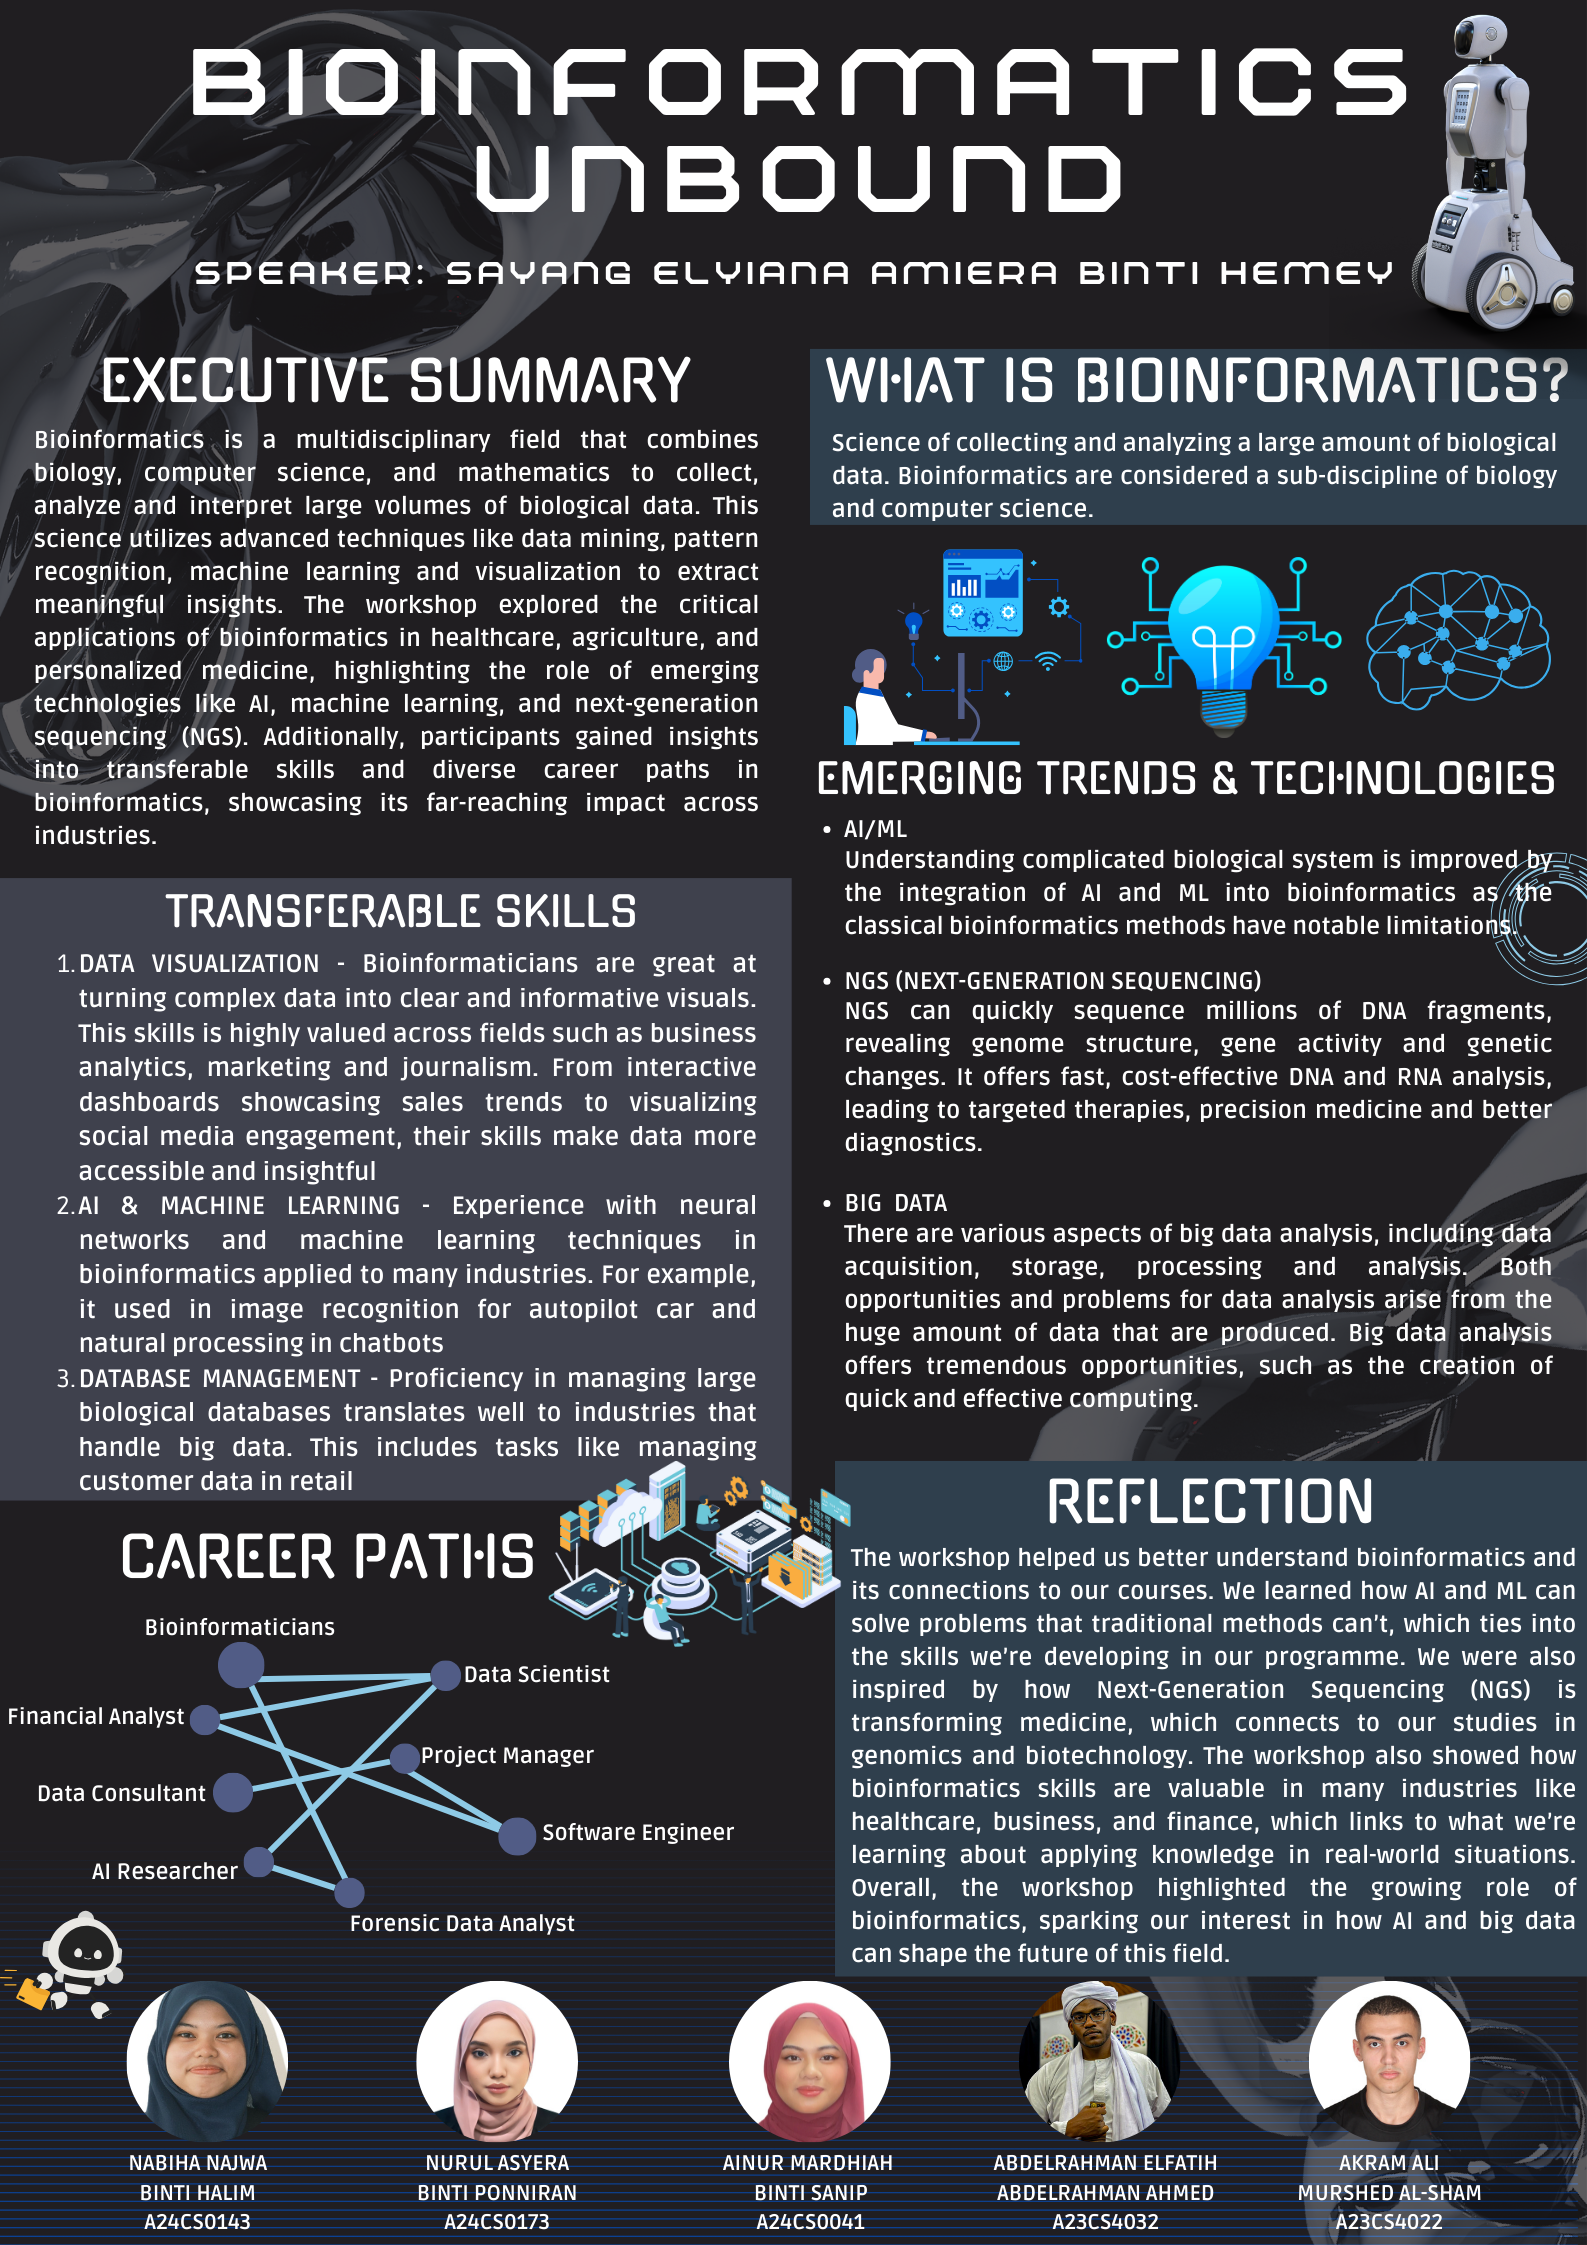 BIOINFORMATICS
UNBOUND
SPEAKER: SAYANG ELYIANA AMIERA BINTI HEMEY
EXECUTIVE SUMMARY
Bioinformatics is a multidisciplinary field that combines
biology, computer science, and mathematics to collect,
analyze and interpret large volumes of biological data. This
science utilizes advanced techniques like data mining, pattern
recognition, machine learning and visualization to extract
meaningful insights. The workshop explored the critical
applications of bioinformatics in healthcare, agriculture, and
personalized medicine, highlighting the role of emerging
technologies like AI, machine learning, and next-generation
sequencing (NGS). Additionally, participants gained insights
into transferable skills and diverse career paths in
bioinformatics, showcasing its far-reaching impact across
industries.
TRANSFERABLE SKILLS
1. DATA VISUALIZATION - Bioinformaticians are great at
turning complex data into clear and informative visuals.
This skills is highly valued across fields such as business
analytics, marketing and journalism. From interactive
dashboards showcasing sales trends to visualizing
social media engagement, their skills make data more
accessible and insightful
2. AI & MACHINE LEARNING - Experience with neural
networks and machine learning techniques in
bioinformatics applied to many industries. For example,
it used in image recognition for autopilot car and
natural processing in chatbots
3. DATABASE MANAGEMENT - Proficiency in managing large
biological databases translates well to industries that
handle big data. This includes tasks like managing
customer data in retail
CAREER PATHS
Bioinformaticians
Data Scientist
Financial Analyst
Project Manager
Data Consultant
Software Engineer
AI Researcher
Forensic Data Analyst
WHAT IS BIOINFORMATICS?
Science of collecting and analyzing a large amount of biological
data. Bioinformatics are considered a sub-discipline of biology
and computer science.
EMERGING TRENDS & TECHNOLOGIES
• AI/ML
Understanding complicated biological system is improved by
the integration of AI and ML into bioinformatics as the
classical bioinformatics methods have notable limitations.
• NGS (NEXT-GENERATION SEQUENCING)
NGS can quickly sequence millions of DNA fragments,
revealing genome structure, gene activity and genetic
changes. It offers fast, cost-effective DNA and RNA analysis,
leading to targeted therapies, precision medicine and better
diagnostics.
• BIG DATA
There are various aspects of big data analysis, including data
acquisition, storage, processing and analysis. Both
opportunities and problems for data analysis arise from the
huge amount of data that are produced. Big data analysis
offers tremendous opportunities, such as the creation of
quick and effective computing.
REFLECTION
The workshop helped us better understand bioinformatics and
its connections to our courses. We learned how AI and ML can
solve problems that traditional methods can't, which ties into
the skills we're developing in our programme. We were also
inspired by how Next-Generation Sequencing (NGS) is
transforming medicine, which connects to our studies in
genomics and biotechnology. The workshop also showed how
bioinformatics skills are valuable in many industries like
healthcare, business, and finance, which links to what we're
learning about applying knowledge in real-world situations.
Overall, the workshop highlighted the growing role of
bioinformatics, sparking our interest in how AI and big data
can shape the future of this field.
NABIHA NAJWA
BINTI HALIM
A24CS0143
NURUL ASYERA
BINTI PONNIRAN
A24CS0173
AINUR MARDHIAH
BINTI SANIP
A24CS0041
ABDELRAHMAN ELFATIH
ABDELRAHMAN AHMED
A23CS4032
AKRAM ALI
MURSHED AL-SHAM
A23CS4022